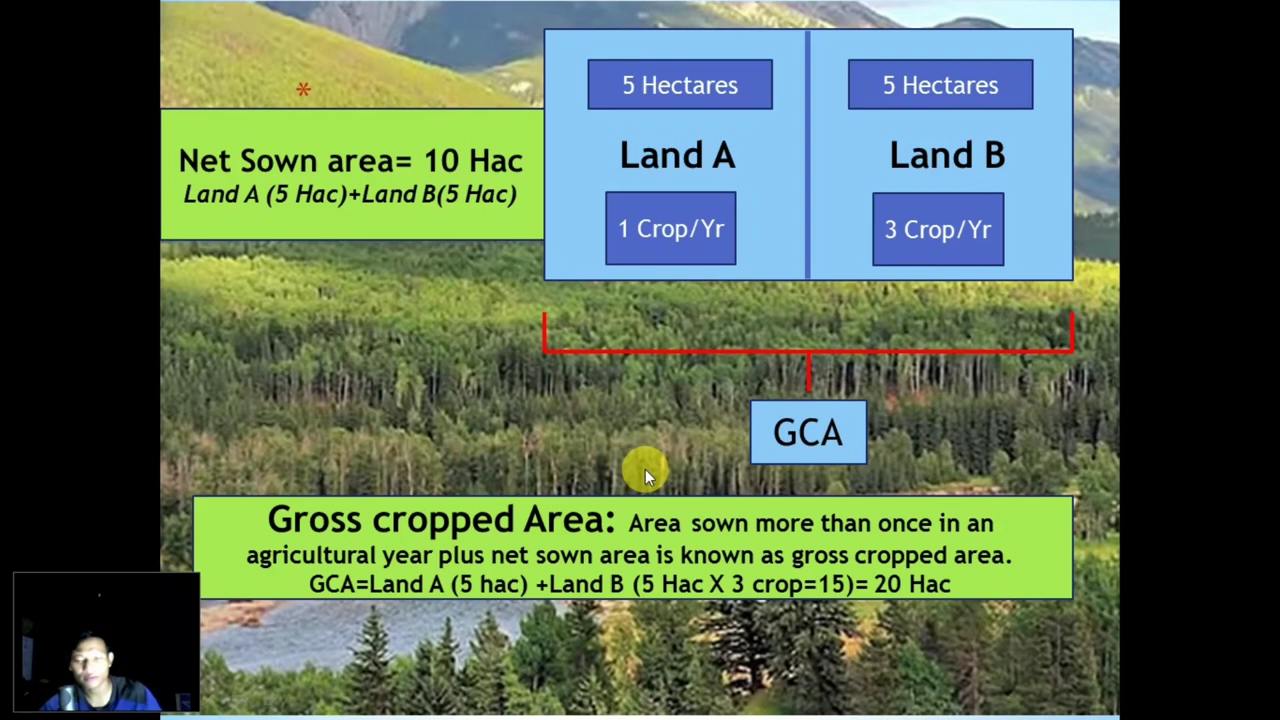 5 Hectares
5 Hectares
*
Net Sown area= 10 Hac
Land A (5 Hac)+Land B(5 Hac)
Land A
Land B
1 Crop/Yr
3 Crop/Yr
GCA
Gross cropped Area: Area sown more than once in an
agricultural year plus net sown area is known as gross cropped area.
GCA=Land A (5 hac) +Land B (5 Hac X 3 crop=15)= 20 Hac